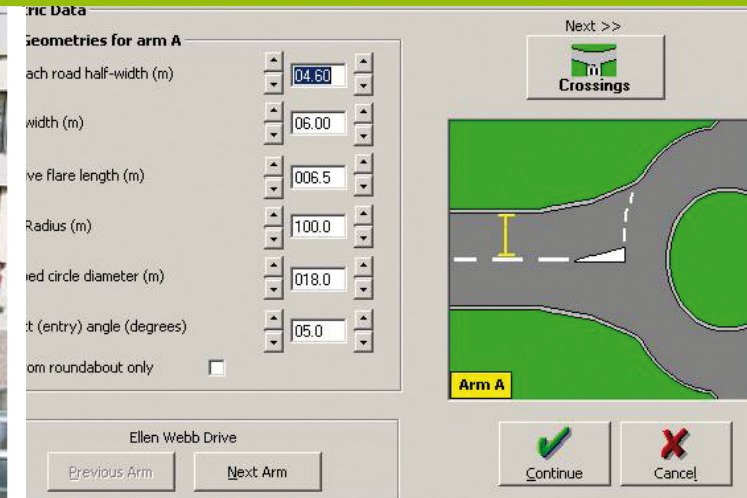 ric Data
Geometries for arm A
ach road half-width (m)
04.60
width (m)
06.00
ve flare length (m)
006.5
Radius (m)
100.0
ed circle diameter (m)
018.0
t (entry) angle (degrees)
05.0
om roundabout only
Ellen Webb Drive
Previous Arm
Next Arm
Next >>
Crossings
Arm A
Continue
Cancel